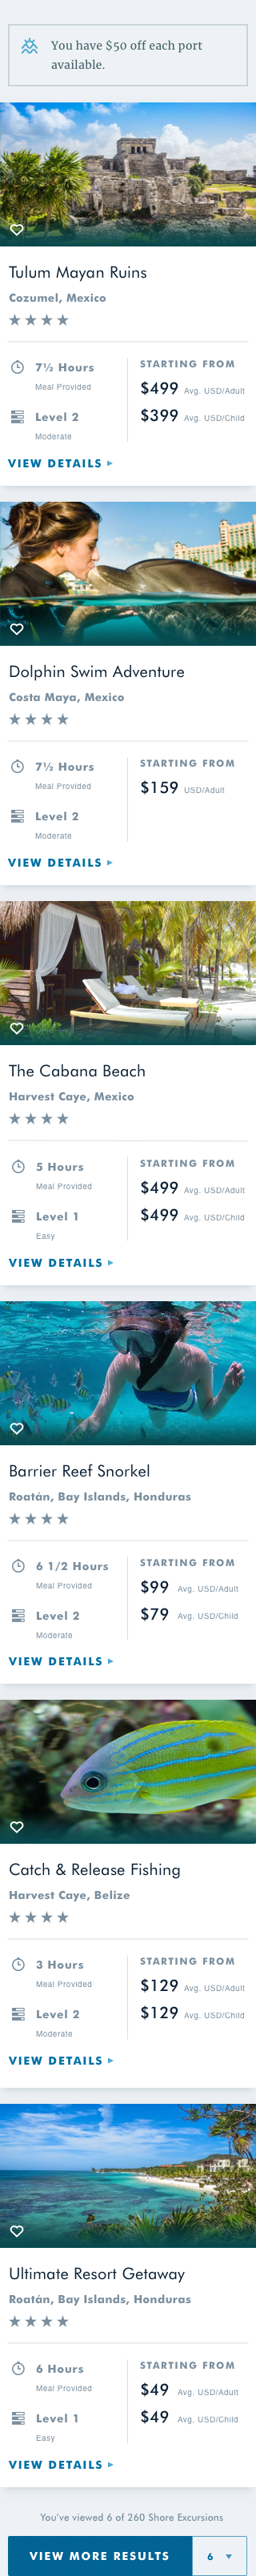 You have $50 off each port
available.
Tulum Mayan Ruins
Cozumel, Mexico
7½ Hours
Meal Provided
Level 2
Moderate
STARTING FROM
$499 Avg. USD/Adult
$399 Avg. USD/Child
VIEW DETAILS
Dolphin Swim Adventure
Costa Maya, Mexico
7½ Hours
Meal Provided
Level 2
Moderate
STARTING FROM
$159 USD/Adult
VIEW DETAILS
The Cabana Beach
Harvest Caye, Mexico
5 Hours
Meal Provided
Level 1
Easy
STARTING FROM
$499 Avg. USD/Adult
$499 Avg. USD/Child
VIEW DETAILS
Barrier Reef Snorkel
Roatán, Bay Islands, Honduras
6 1/2 Hours
Meal Provided
Level 2
Moderate
STARTING FROM
$99 Avg. USD/Adult
$79 Avg. USD/Child
VIEW DETAILS
Catch & Release Fishing
Harvest Caye, Belize
3 Hours
Meal Provided
Level 2
Moderate
STARTING FROM
$129 Avg. USD/Adult
$129 Avg. USD/Child
VIEW DETAILS
Ultimate Resort Getaway
Roatán, Bay Islands, Honduras
6 Hours
Meal Provided
Level 1
Easy
STARTING FROM
$49 Avg. USD/Adult
$49 Avg. USD/Child
VIEW DETAILS
You've viewed 6 of 260 Shore Excursions
VIEW MORE RESULTS
6